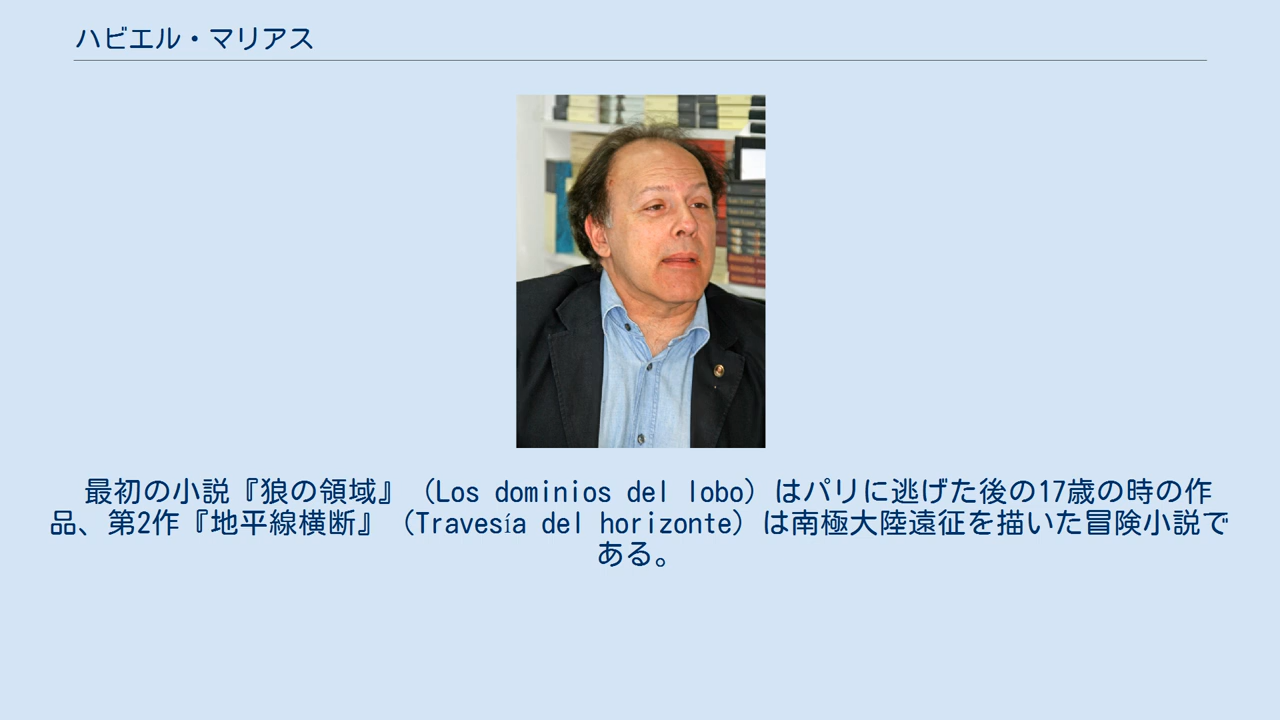 ハビエル・マリアス
最初の小説『狼の領域』（Los dominios del lobo）はパリに逃げた後の17歳の時の作
品、第2作『地平線横断』（Travesía del horizonte）は南極大陸遠征を描いた冒険小説で
ある。